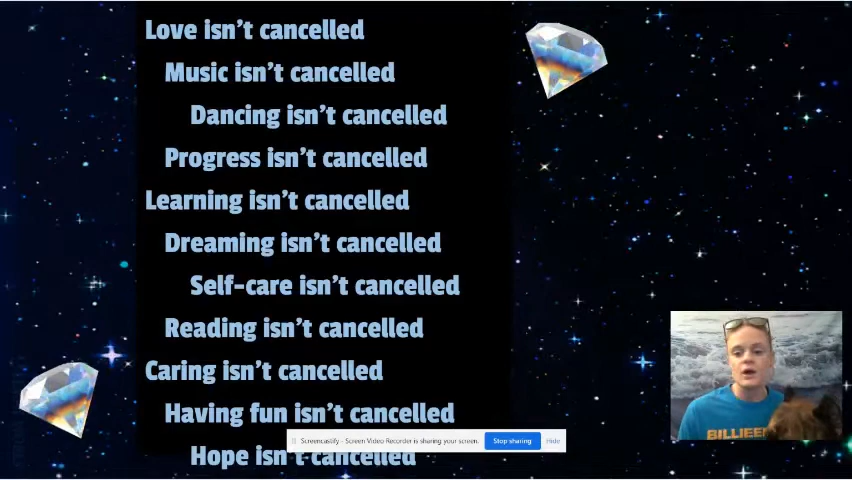 Love isn't cancelled
Music isn't cancelled
Dancing isn't cancelled
Progress isn't cancelled
Learning isn't cancelled
Dreaming isn't cancelled
Self-care isn't cancelled
Reading isn't cancelled
Caring isn't cancelled
Having fun isn't cancelled
Screencastify - Screen Video Recorder is sharing your screen. Stop sharing Hide
Hope isn't cancelled